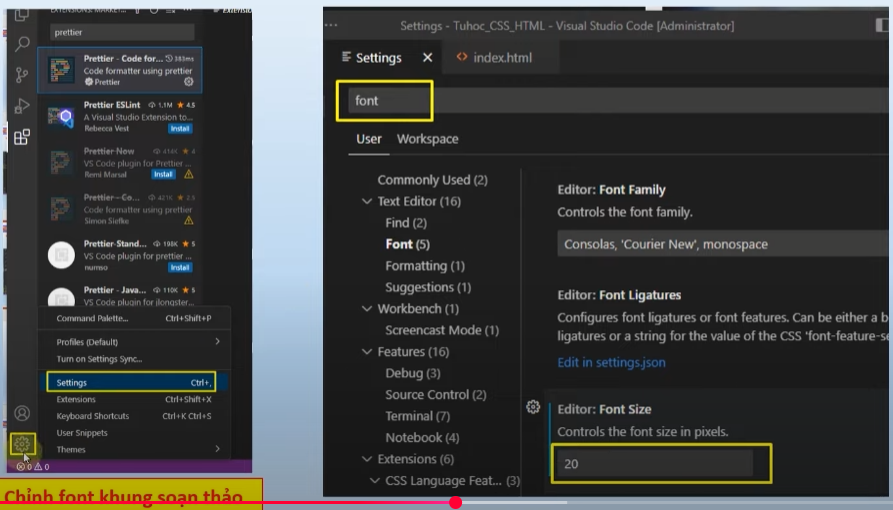 EXTENSIONS: MARKET...
Extension
prettier
Prettier - Code for... 383ms
Code formatter using prettier
Prettier
Prettier ESLint 1.1M ★ 4.5
A Visual Studio Extension to...
Rebecca Vest Install
Prettier Now 414K ★ 4
VS Code plugin for Prettier ...
Remi Marsal Install
Prettier - Co... 421K ★ 2.5
Code formatter using prettier
Simon Siefke
Prettier-Stand... 198K ★ 5
VS Code plugin for prettier ...
numso Install
Prettier - Java... 110K ★ 5
VS Code plugin for jlongster...
Command Palette... Ctrl+Shift+P
Profiles (Default)
Turn on Settings Sync...
Settings Ctrl+,
Extensions Ctrl+Shift+X
Keyboard Shortcuts Ctrl+K Ctrl+S
User Snippets
Themes
0 0
Chỉnh font khung soạn thảo
Settings - Tuhoc_CSS_HTML - Visual Studio Code [Administrator]
Settings
index.html
font
User Workspace
Commonly Used (2)
Text Editor (16)
Find (2)
Font (5)
Formatting (1)
Suggestions (1)
Workbench (1)
Screencast Mode (1)
Features (16)
Debug (3)
Source Control (2)
Terminal (7)
Notebook (4)
Extensions (6)
CSS Language Feat... (3)
Editor: Font Family
Controls the font family.
Consolas, 'Courier New', monospace
Editor: Font Ligatures
Configures font ligatures or font features. Can be either a b
ligatures or a string for the value of the CSS 'font-feature-se
Edit in settings.json
Editor: Font Size
Controls the font size in pixels.
20